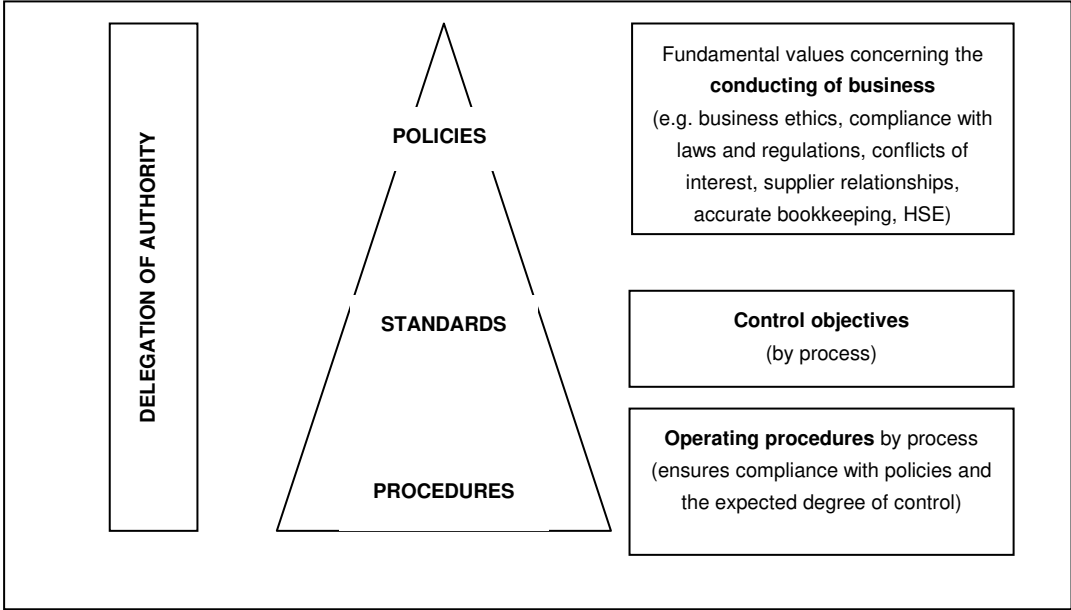 DELEGATION OF AUTHORITY
POLICIES
Fundamental values concerning the
conducting of business
(e.g. business ethics, compliance with
laws and regulations, conflicts of
interest, supplier relationships,
accurate bookkeeping, HSE)
STANDARDS
Control objectives
(by process)
PROCEDURES
Operating procedures by process
(ensures compliance with policies and
the expected degree of control)